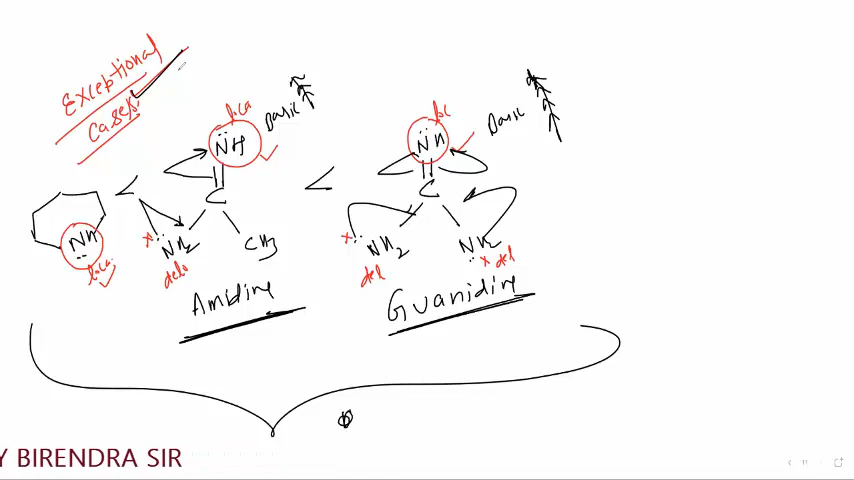 Exceptional
Cases
loca
NH
Basic
loc
NH
Basic
<
C
<
C
NH
loca
x NH2
delo
CH3
x NH2
del
NH2
x del
Amidine
Guanidine
Y BIRENDRA SIR